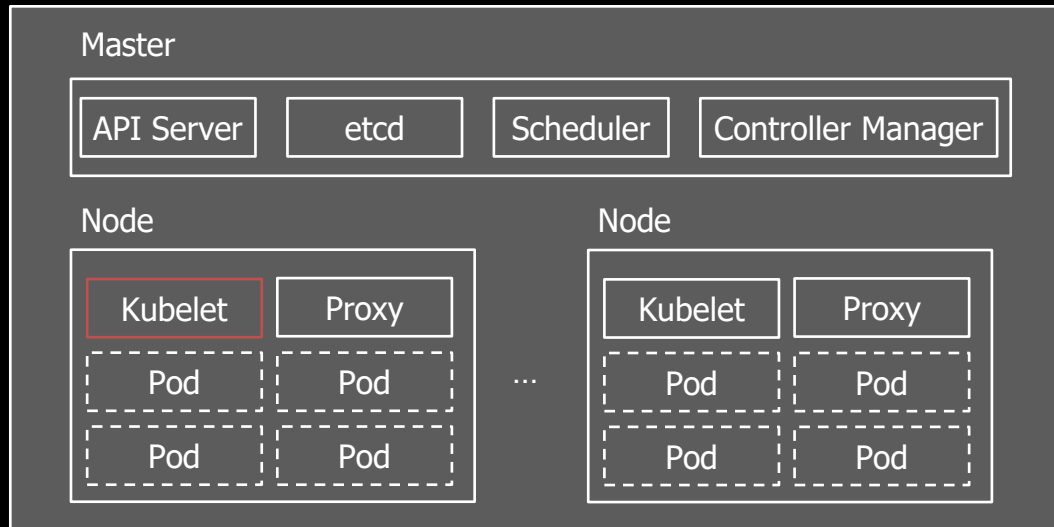 Master
API Server
etcd
Scheduler
Controller Manager
Node
Kubelet
Proxy
Pod
Pod
Pod
Pod
...
Node
Kubelet
Proxy
Pod
Pod
Pod
Pod